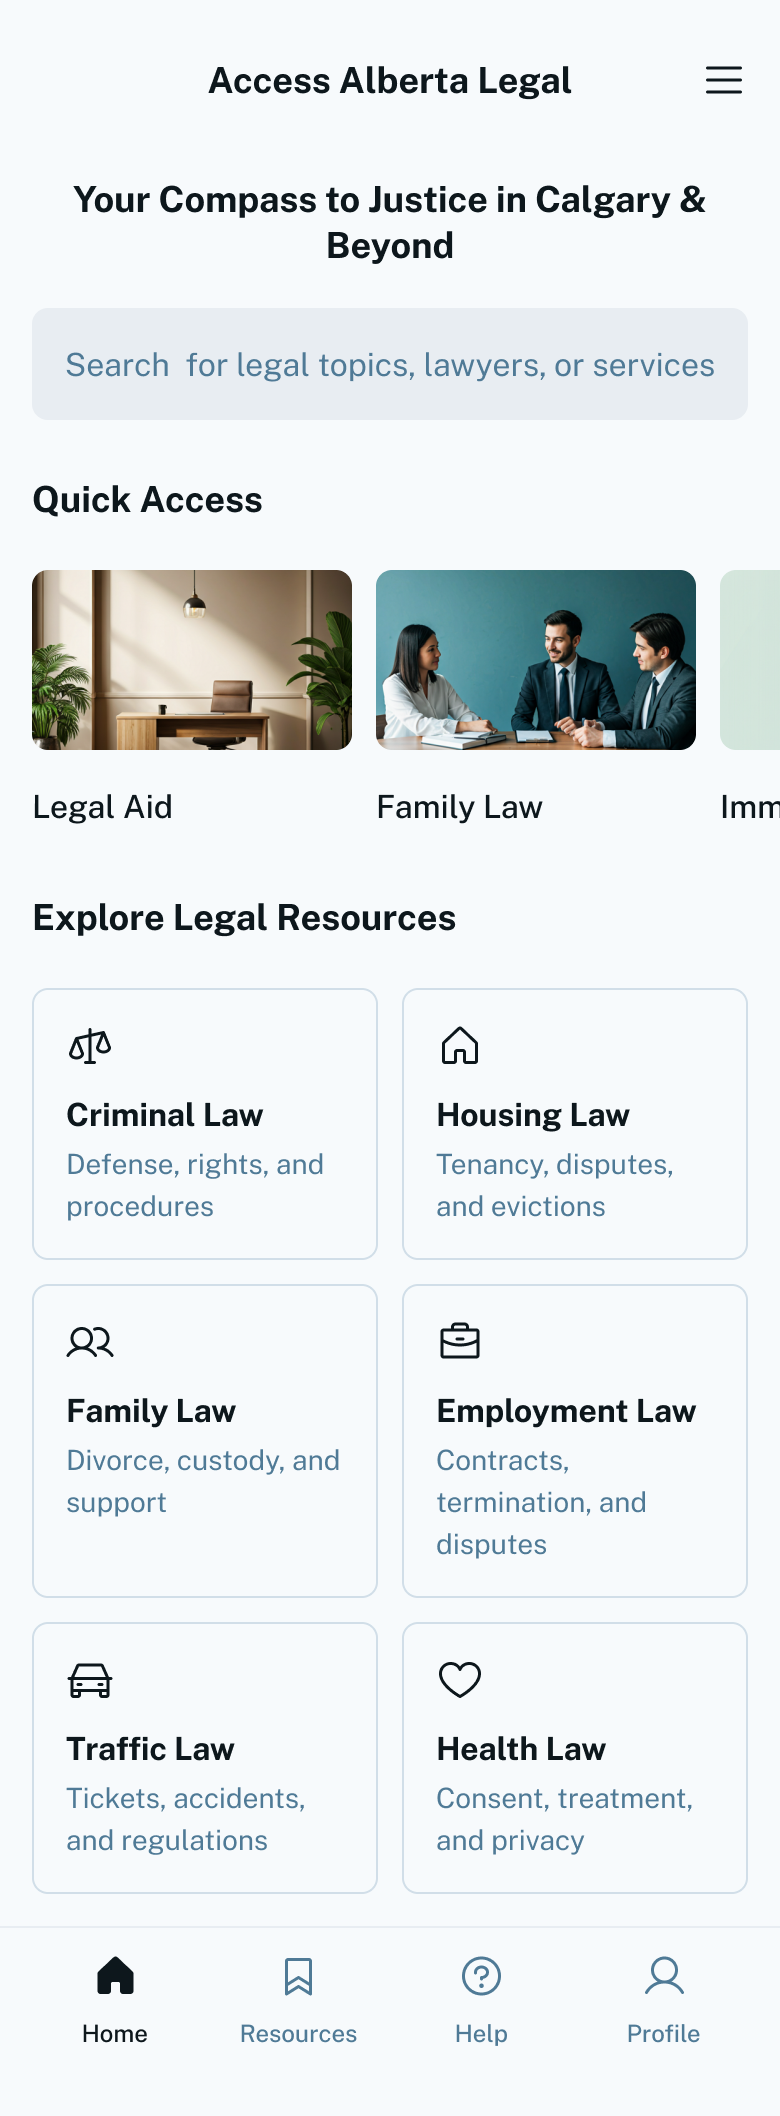 Access Alberta Legal
Your Compass to Justice in Calgary &
Beyond
Search  for legal topics, lawyers, or services
Quick Access
Legal Aid
Family Law
Imm
Explore Legal Resources
Criminal Law
Defense, rights, and
procedures
Housing Law
Tenancy, disputes,
and evictions
Family Law
Divorce, custody, and
support
Employment Law
Contracts,
termination, and
disputes
Traffic Law
Tickets, accidents,
and regulations
Health Law
Consent, treatment,
and privacy
Home
Resources
Help
Profile